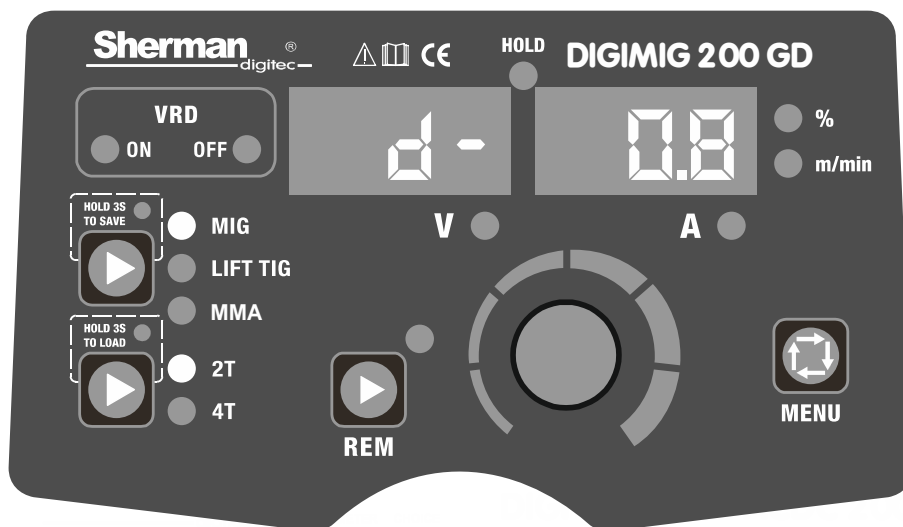 Sherman
digitec
®
CE
HOLD
DIGIMIG 200 GD
VRD
ON OFF
d- 0.8
%
m/min
HOLD 3S
TO SAVE
MIG
V
A
LIFT TIG
MMA
HOLD 3S
TO LOAD
2T
4T
REM
MENU